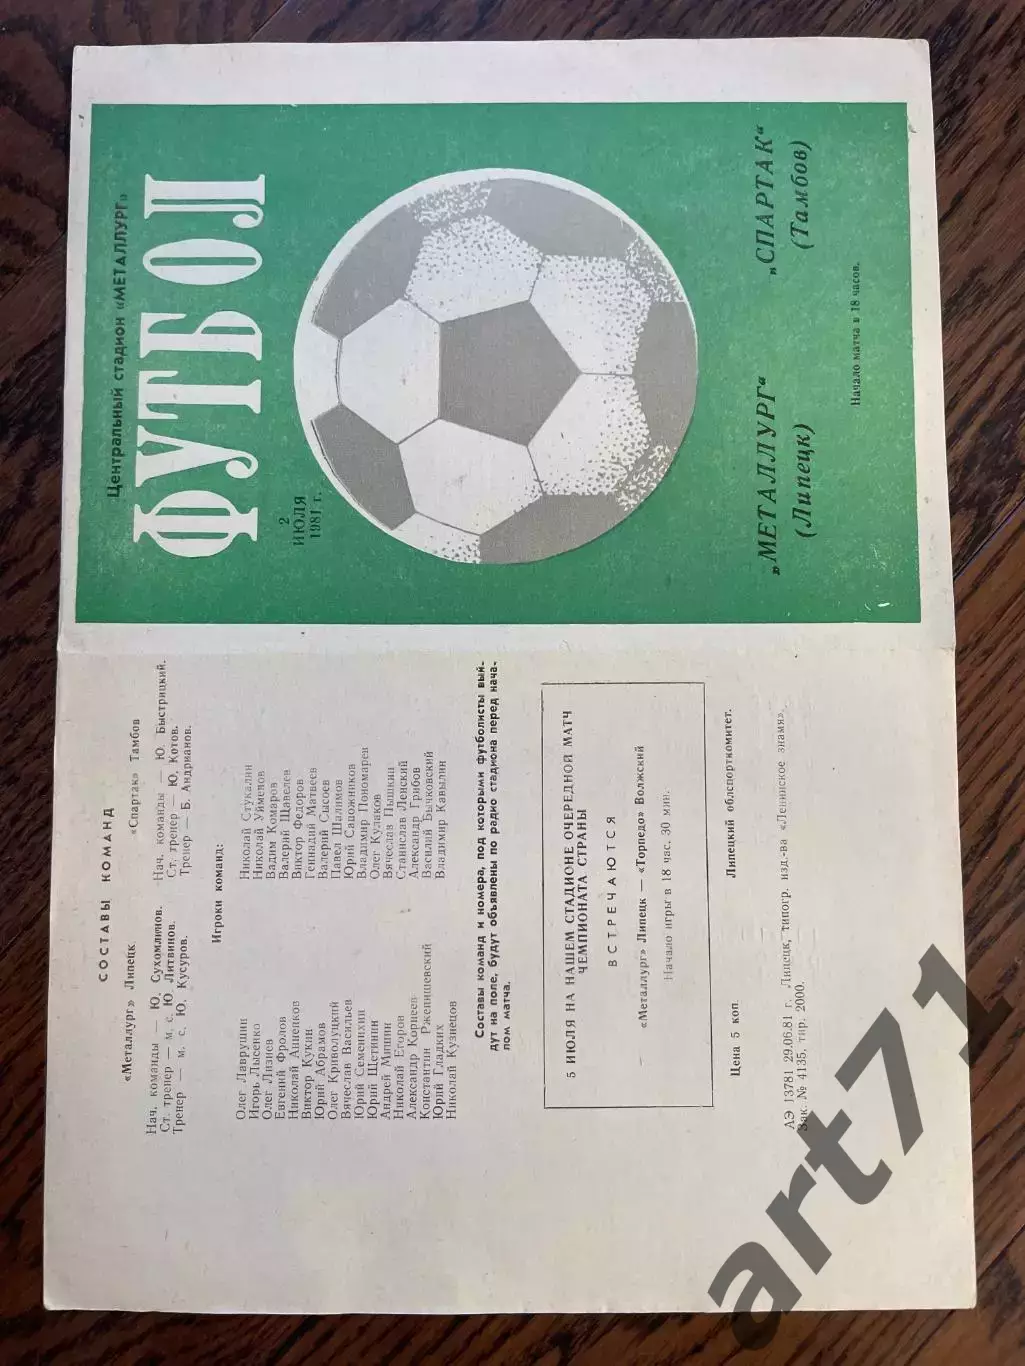 Центральный стадион «МЕТАЛЛУРГ»
ФУТБОЛ
2
ИЮЛЯ
1981 г.
„МЕТАЛЛУРГ“
(Липецк)
„СПАРТАК“
(Тамбов)
Начало матча в 18 часов.
СОСТАВЫ КОМАНД
«Металлург» Липецк.
Нач. команды — Ю. Сухомлинов.
Ст. тренер — м. с. Ю. Литвинов.
Тренер — м. с. Ю. Кусуров.
«Спартак» Тамбов
Нач. команды — Ю. Быстрицкий.
Ст. тренер — Ю. Котов.
Тренер — Б. Андрианов.
Игроки команд:
Олег Лаврушин
Игорь Лысенко
Олег Лизнев
Евгений Фролов
Николай Анненков
Виктор Кукин
Юрий Абрамов
Олег Криволуцкий
Вячеслав Васильев
Юрий Семенихин
Юрий Щетинин
Андрей Мишин
Николай Егоров
Александр Корнеев
Константин Ржепишевский
Юрий Гладких
Николай Кузнецов
Николай Стукалин
Николай Уйменов
Вадим Комаров
Валерий Щавелев
Виктор Федоров
Геннадий Матвеев
Валерий Сысоев
Павел Шалимов
Юрий Сапожников
Владимир Пономарев
Олег Кулаков
Вячеслав Пышкин
Станислав Ленский
Александр Грибов
Василий Бычковский
Владимир Кавылин
Составы команд и номера, под которыми футболисты вый-
дут на поле, будут объявлены по радио стадиона перед нача-
лом матча.
5 ИЮЛЯ НА НАШЕМ СТАДИОНЕ ОЧЕРЕДНОЙ МАТЧ
ЧЕМПИОНАТА СТРАНЫ
ВСТРЕЧАЮТСЯ
«Металлург» Липецк — «Торпедо» Волжский
Начало игры в 18 час. 30 мин.
Цена 5 коп.
Липецкий облспорткомитет.
АЭ 13781 29.06.81 г. Липецк, типогр. изд-ва «Ленинское знамя».
Зак. № 4135, тир. 2000.
art71